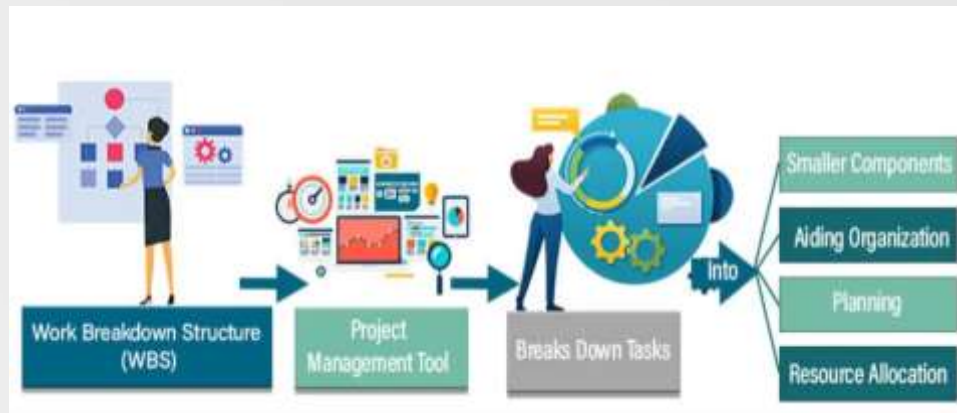 Work Breakdown Structure
(WBS)
Project
Management Tool
Breaks Down Tasks
Into
Smaller Components
Aiding Organization
Planning
Resource Allocation